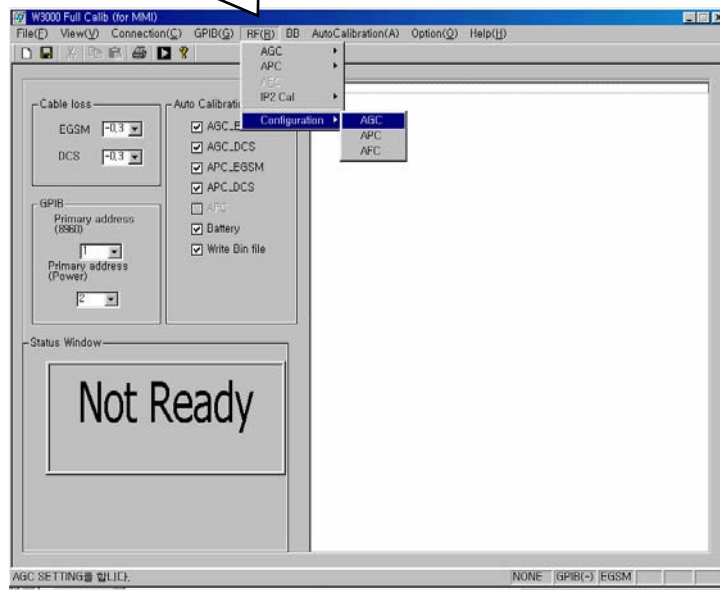 W3000 Full Calib (for MMI)
File(F) View(V) Connection(C) GPIB(G) RF(R) BB AutoCalibration(A) Option(O) Help(H)
AGC
APC
AFC
IP2 Cal
Configuration
AGC
APC
AFC
Cable loss
EGSM -0,3
DCS -0,3
GPIB
Primary address
(8960)
1
Primary address
(Power)
2
Auto Calibrati
AGC_E
AGC_DCS
APC_EGSM
APC_DCS
AFC
Battery
Write Bin file
Status Window
Not Ready
AGC SETTING를 합니다. NONE GPIB(-) EGSM